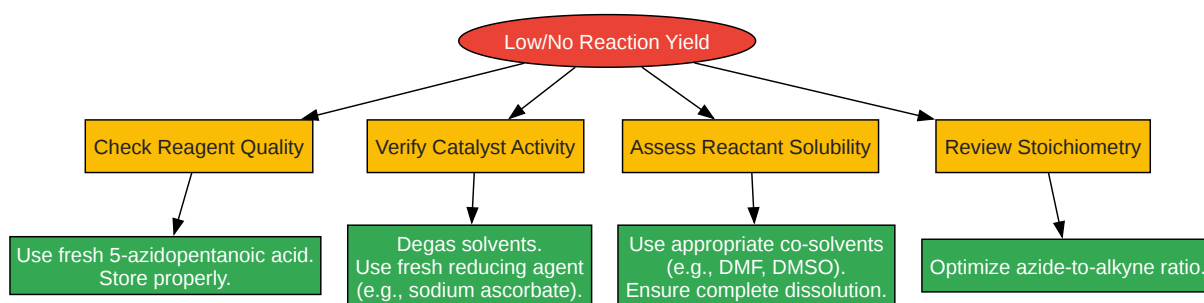 Low/No Reaction Yield
Check Reagent Quality
Verify Catalyst Activity
Assess Reactant Solubility
Review Stoichiometry
Use fresh 5-azidopentanoic acid.
Store properly.
Degas solvents.
Use fresh reducing agent
(e.g., sodium ascorbate).
Use appropriate co-solvents
(e.g., DMF, DMSO).
Ensure complete dissolution.
Optimize azide-to-alkyne ratio.